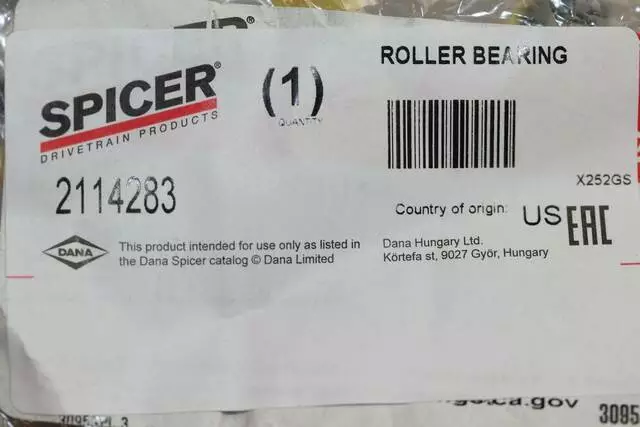 SPICER®
DRIVETRAIN PRODUCTS
(1)
QUANTITY
ROLLER BEARING
2114283
X252GS
Country of origin: US EAC
DANA
This product intended for use only as listed in
the Dana Spicer catalog © Dana Limited
Dana Hungary Ltd.
Körtefa st, 9027 Győr, Hungary
.ca.gov
3095